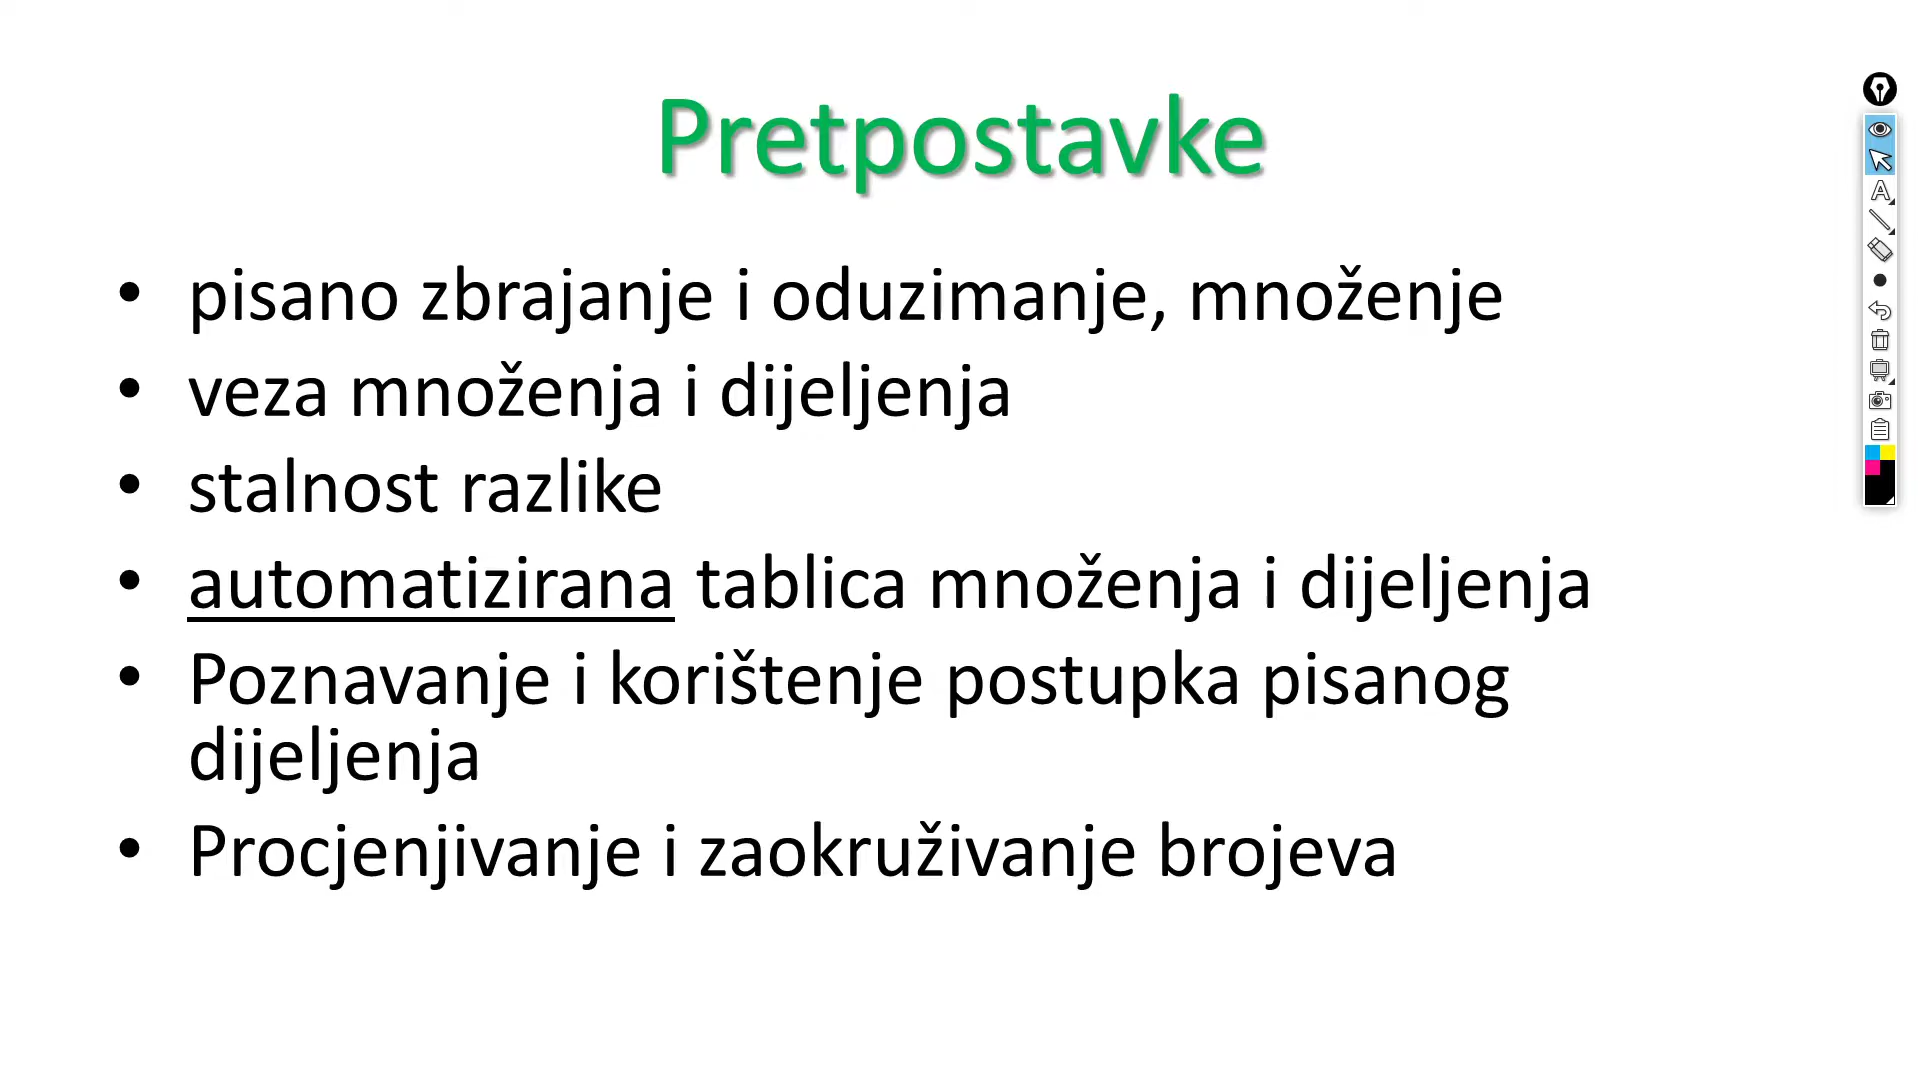 Pretpostavke
• pisano zbrajanje i oduzimanje, množenje
• veza množenja i dijeljenja
• stalnost razlike
• automatizirana tablica množenja i dijeljenja
• Poznavanje i korištenje postupka pisanog
dijeljenja
• Procjenjivanje i zaokruživanje brojeva